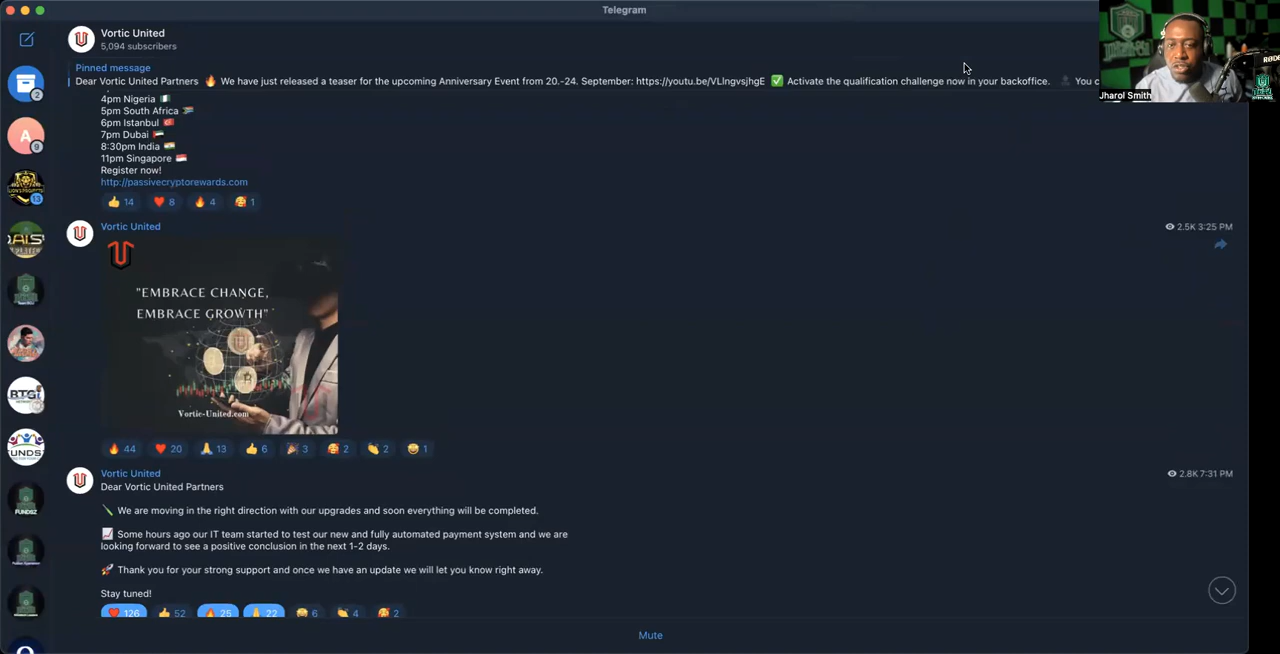 Telegram
Vortic United
5,094 subscribers
Pinned message
Dear Vortic United Partners 🔥 We have just released a teaser for the upcoming Anniversary Event from 20.-24. September: https://youtu.be/VLlngvsjhgE ✅ Activate the qualification challenge now in your backoffice. 👤 You c
Jharol Smith
RØDE
4pm Nigeria 🇳🇬
5pm South Africa 🇿🇦
6pm Istanbul 🇹🇷
7pm Dubai 🇦🇪
8:30pm India 🇮🇳
11pm Singapore 🇸🇬
Register now!
http://passivecryptorewards.com
👍 14 ❤️ 8 🔥 4 🥰 1
Vortic United
2.5K 3:25 PM
"EMBRACE CHANGE,
EMBRACE GROWTH"
Vortic-United.com
🔥 44 ❤️ 20 🙏 13 👍 6 🎉 3 🥰 2 👏 2 🤩 1
Vortic United
2.8K 7:31 PM
Dear Vortic United Partners
We are moving in the right direction with our upgrades and soon everything will be completed.
📈 Some hours ago our IT team started to test our new and fully automated payment system and we are
looking forward to see a positive conclusion in the next 1-2 days.
🚀 Thank you for your strong support and once we have an update we will let you know right away.
Stay tuned!
❤️ 126 👍 52 🔥 25 🙏 22 🤩 6 👏 4 🥰 2
Mute
2
A
9
13
BTG
FUNDS
FUNDSZ